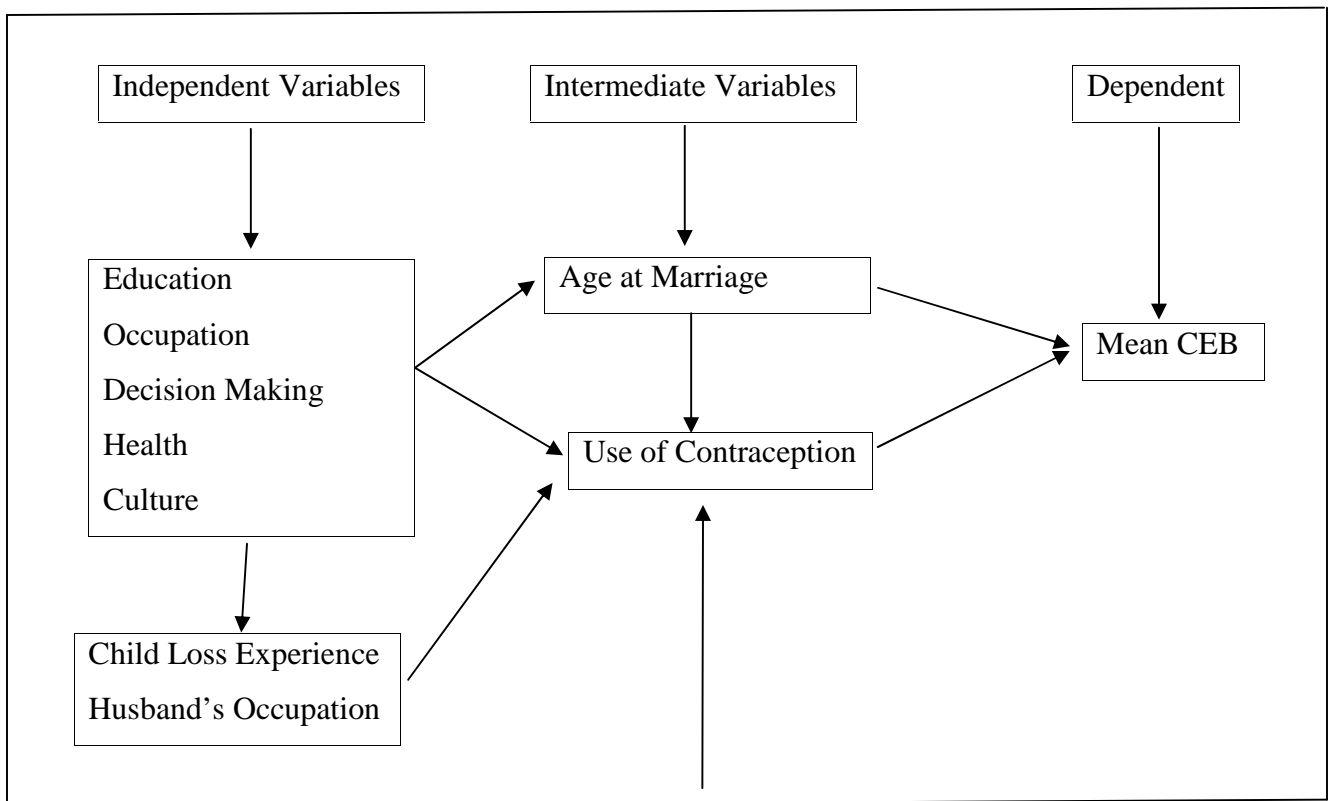 Independent Variables
Intermediate Variables
Dependent
Education
Occupation
Decision Making
Health
Culture
Age at Marriage
Mean CEB
Use of Contraception
Child Loss Experience
Husband’s Occupation